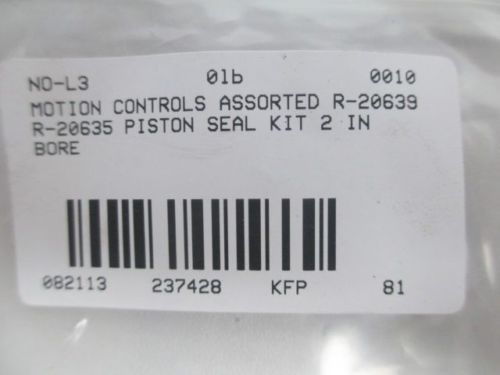 NO-L3 01b 0010
MOTION CONTROLS ASSORTED R-20639
R-20635 PISTON SEAL KIT 2 IN
BORE
082113 237428 KFP 81